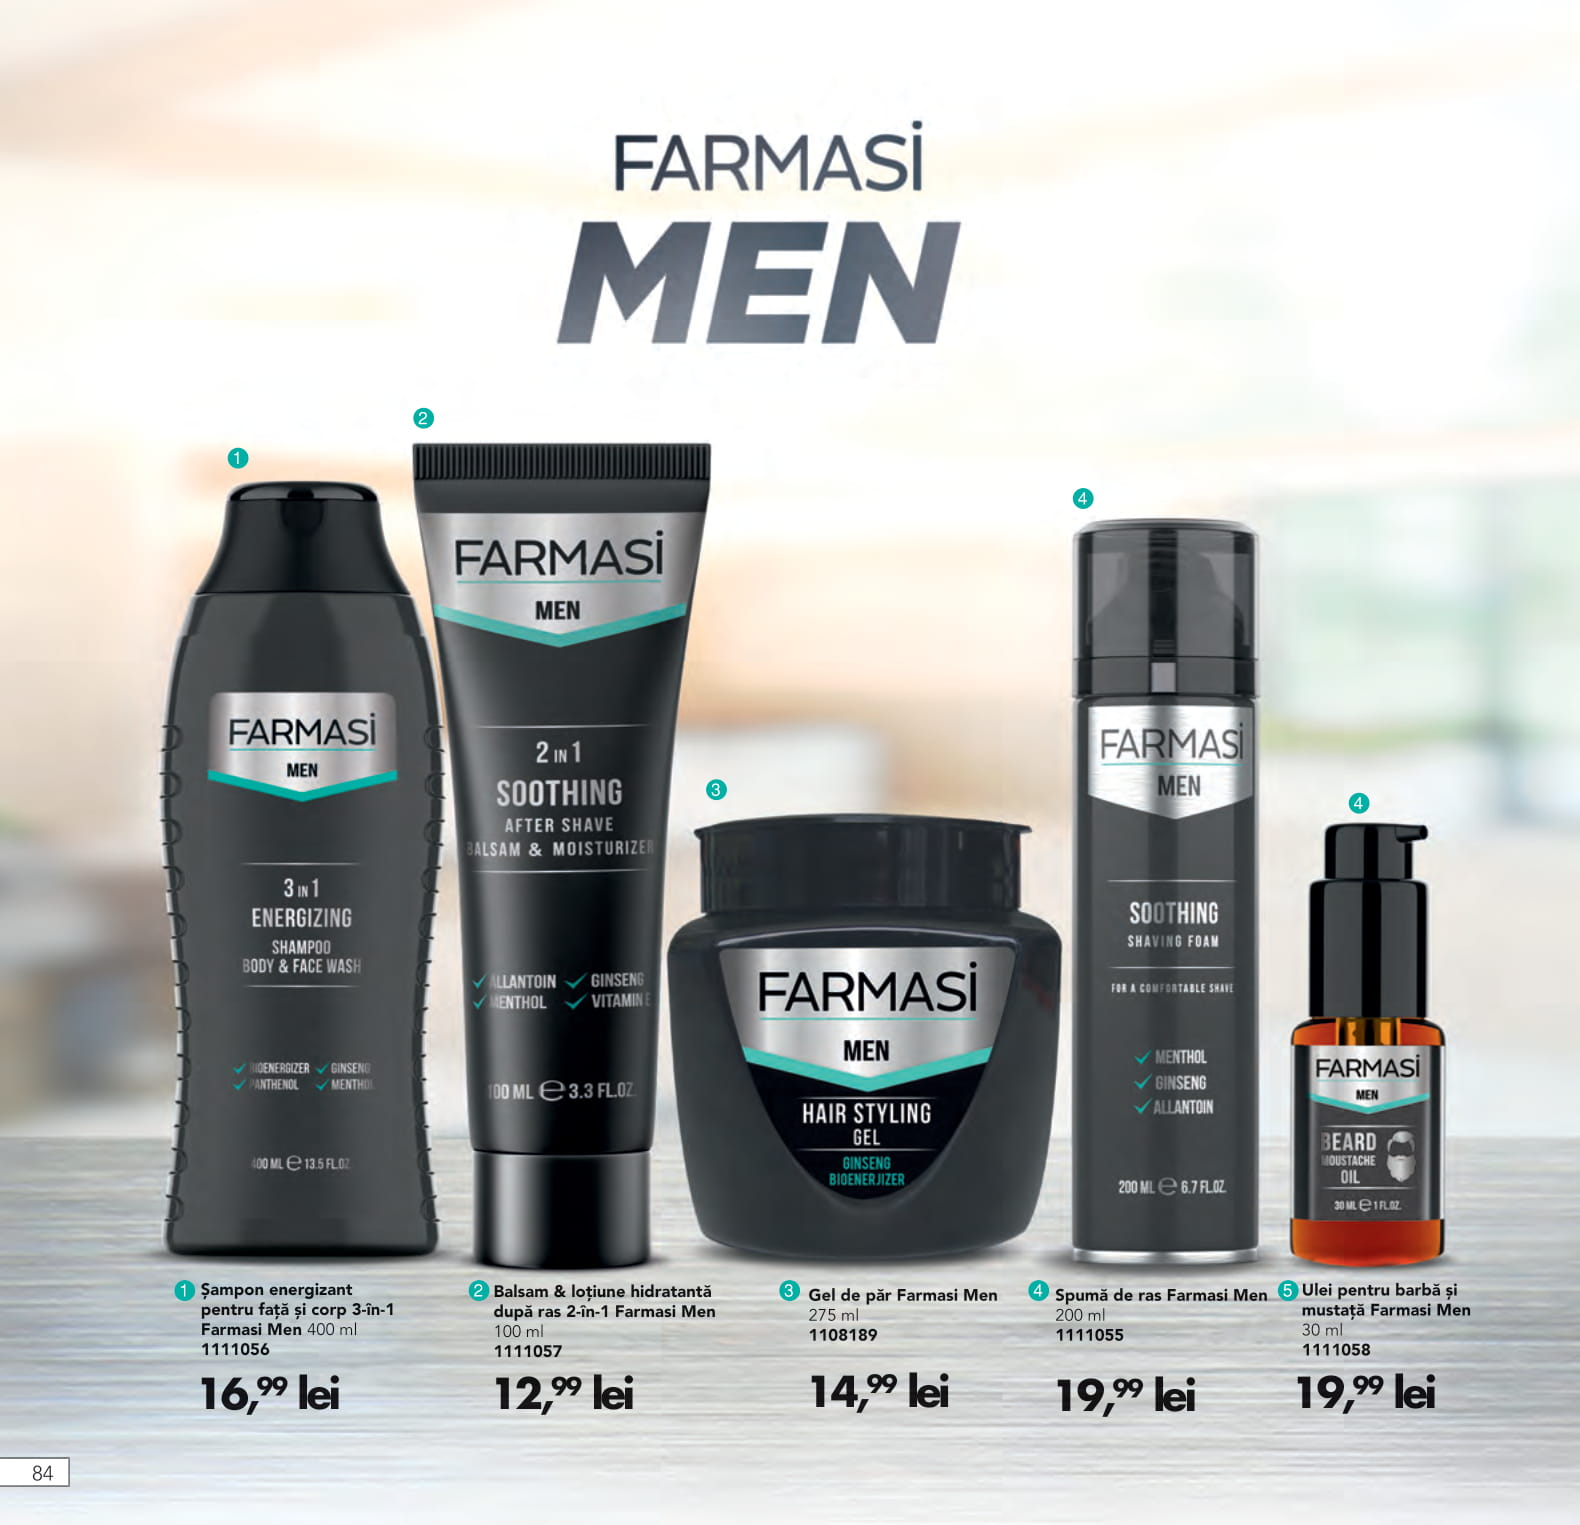 FARMASİ
MEN
2
1
4
3
4
FARMASİ
MEN
3 IN 1
ENERGIZING
SHAMPOO
BODY & FACE WASH
BIOENERGIZER GINSENG
PANTHENOL MENTHOL
400 ML e 13.5 FL.OZ.
FARMASİ
MEN
2 IN 1
SOOTHING
AFTER SHAVE
BALSAM & MOISTURIZER
ALLANTOIN GINSENG
MENTHOL VITAMIN E
100 ML e 3.3 FL.OZ.
FARMASİ
MEN
HAIR STYLING
GEL
GINSENG
BIOENERJIZER
FARMASİ
MEN
SOOTHING
SHAVING FOAM
FOR A COMFORTABLE SHAVE
MENTHOL
GINSENG
ALLANTOIN
200 ML e 6.7 FL.OZ.
FARMASİ
MEN
BEARD
MOUSTACHE
OIL
30 ML e 1 FL.OZ.
1 Șampon energizant
pentru față și corp 3-în-1
Farmasi Men 400 ml
1111056
16,99 lei
2 Balsam & loțiune hidratantă
după ras 2-în-1 Farmasi Men
100 ml
1111057
12,99 lei
3 Gel de păr Farmasi Men
275 ml
1108189
14,99 lei
4 Spumă de ras Farmasi Men
200 ml
1111055
19,99 lei
5 Ulei pentru barbă și
mustață Farmasi Men
30 ml
1111058
19,99 lei
84